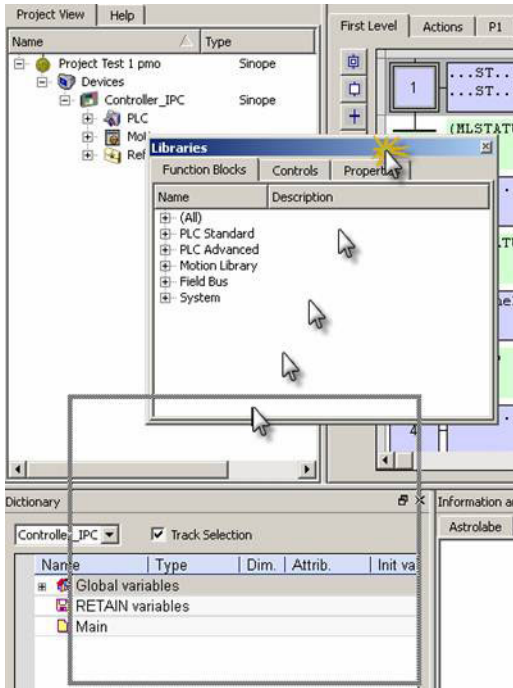 Project View Help
Name Type
Project Test 1 pmo Sinope
Devices
Controller_IPC Sinope
PLC
Ref
Libraries
Function Blocks Controls
Name Description
(All)
PLC Standard
PLC Advanced
Motion Library
Field Bus
System
First Level Actions P1
1 ...ST..
...ST..
(MLSTATU
4
Dictionary
Controller_IPC Track Selection
Name Type Dim. Attrib. Init va
Global variables
RETAIN variables
Main
Information a
Astrolabe